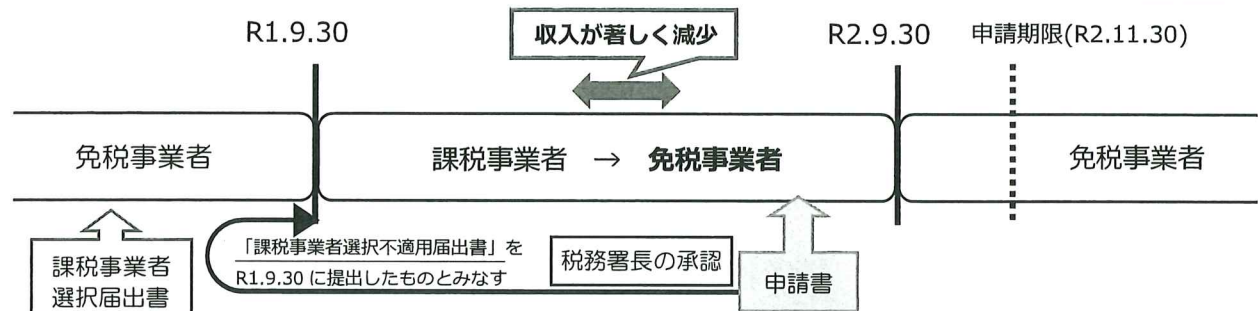 R1.9.30
収入が著しく減少
R2.9.30
申請期限(R2.11.30)
免税事業者
課税事業者 → 免税事業者
免税事業者
課税事業者
選択届出書
「課税事業者選択不適用届出書」を
R1.9.30 に提出したものとみなす
税務署長の承認
申請書